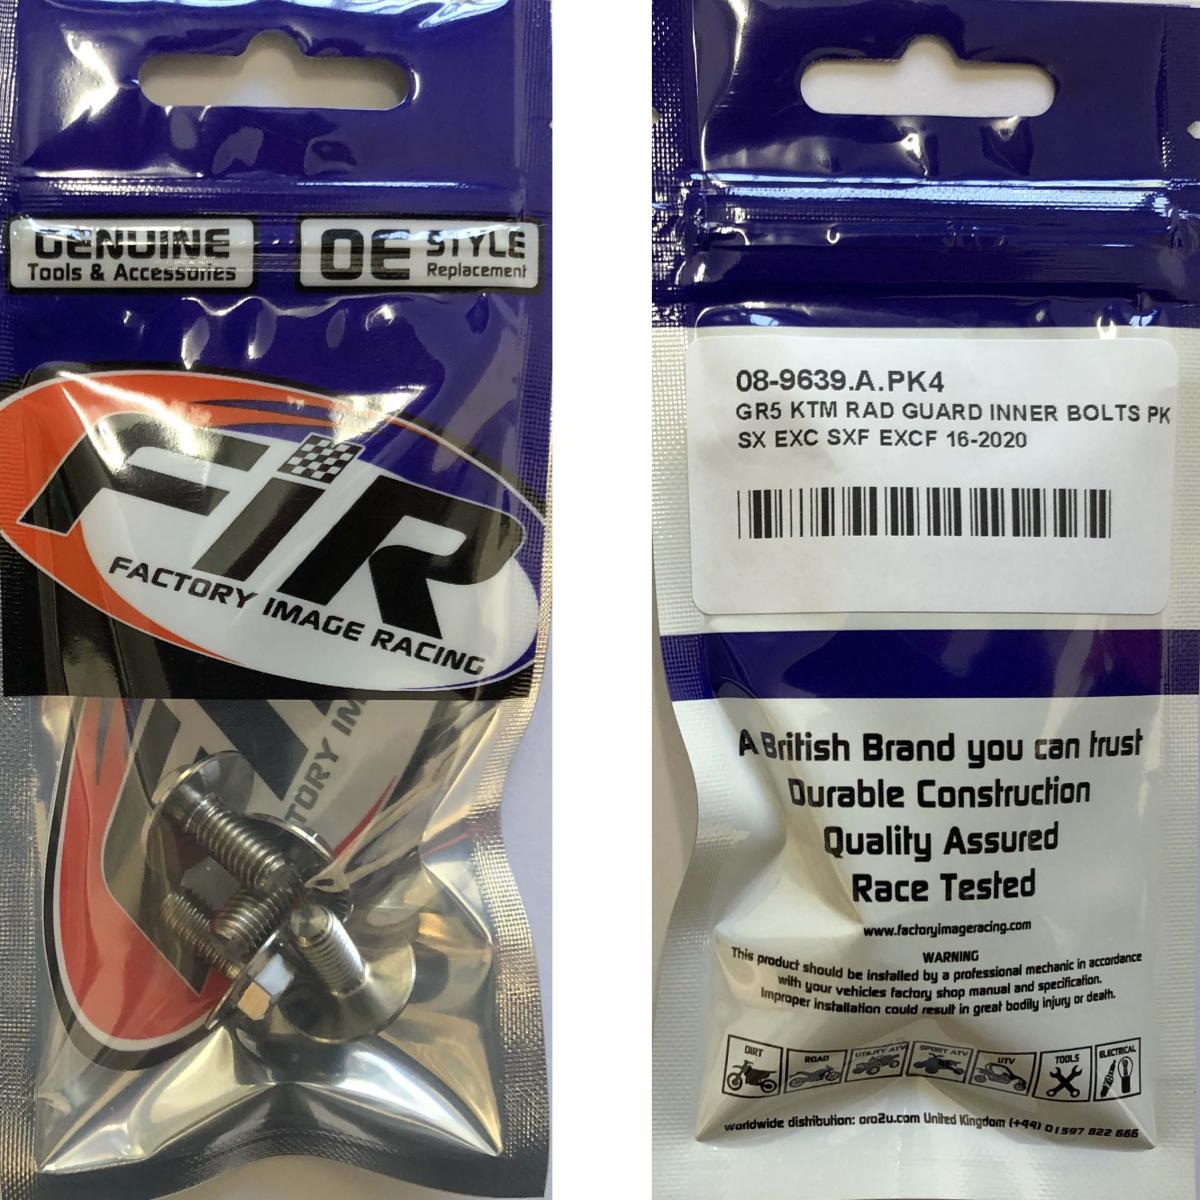 GENUINE
Tools & Accessories
OE STYLE
Replacement
FiR
FACTORY IMAGE RACING
TORY IM
08-9639.A.PK4
GR5 KTM RAD GUARD INNER BOLTS PK
SX EXC SXF EXCF 16-2020
A British Brand you can trust
Durable Construction
Quality Assured
Race Tested
www.factoryimageracing.com
WARNING
This product should be installed by a professional mechanic in accordance
with your vehicles factory shop manual and specification.
Improper installation could result in great bodily injury or death.
DIRT ROAD UTILITY ATV SPORT ATV UTV TOOLS ELECTRICAL
worldwide distribution: oro2u.com United Kingdom (+44) 01597 822 666